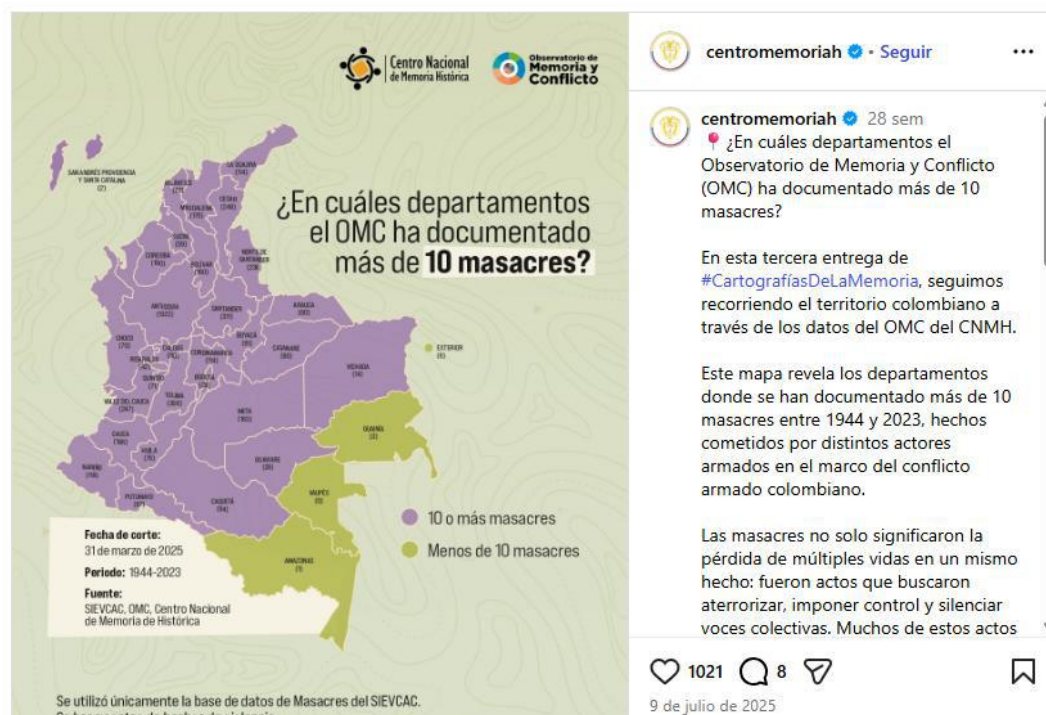 Centro Nacional
de Memoria Histórica
Observatorio de
Memoria y
Conflicto
¿En cuáles departamentos
el OMC ha documentado
más de 10 masacres?
SAN ANDRÉS PROVIDENCIA
Y SANTA CATALINA
(2)
LA GUAJIRA
ATLÁNTICO
MAGDALENA
CESAR
SUCRE
CÓRDOBA
BOLÍVAR
NORTE DE
SANTANDER
ANTIOQUIA
SANTANDER
ARAUCA
CHOCÓ
CALDAS
BOYACÁ
CASANARE
RISARALDA
CUNDINAMARCA
VICHADA
QUINDÍO
BOGOTÁ
VALLE DEL CAUCA
TOLIMA
META
CAUCA
HUILA
GUAINÍA
NARIÑO
GUAVIARE
PUTUMAYO
CAQUETÁ
VAUPÉS
AMAZONAS
(1)
EXTERIOR
10 o más masacres
Menos de 10 masacres
Fecha de corte:
31 de marzo de 2025
Periodo: 1944-2023
Fuente:
SIEVCAC, OMC, Centro Nacional
de Memoria de Histórica
Se utilizó únicamente la base de datos de Masacres del SIEVCAC.
centromemoriah • Seguir
centromemoriah 28 sem
📍 ¿En cuáles departamentos el
Observatorio de Memoria y Conflicto
(OMC) ha documentado más de 10
masacres?
En esta tercera entrega de
#CartografíasDeLaMemoria, seguimos
recorriendo el territorio colombiano a
través de los datos del OMC del CNMH.
Este mapa revela los departamentos
donde se han documentado más de 10
masacres entre 1944 y 2023, hechos
cometidos por distintos actores
armados en el marco del conflicto
armado colombiano.
Las masacres no solo significaron la
pérdida de múltiples vidas en un mismo
hecho: fueron actos que buscaron
aterrorizar, imponer control y silenciar
voces colectivas. Muchos de estos actos
1021 8
9 de julio de 2025